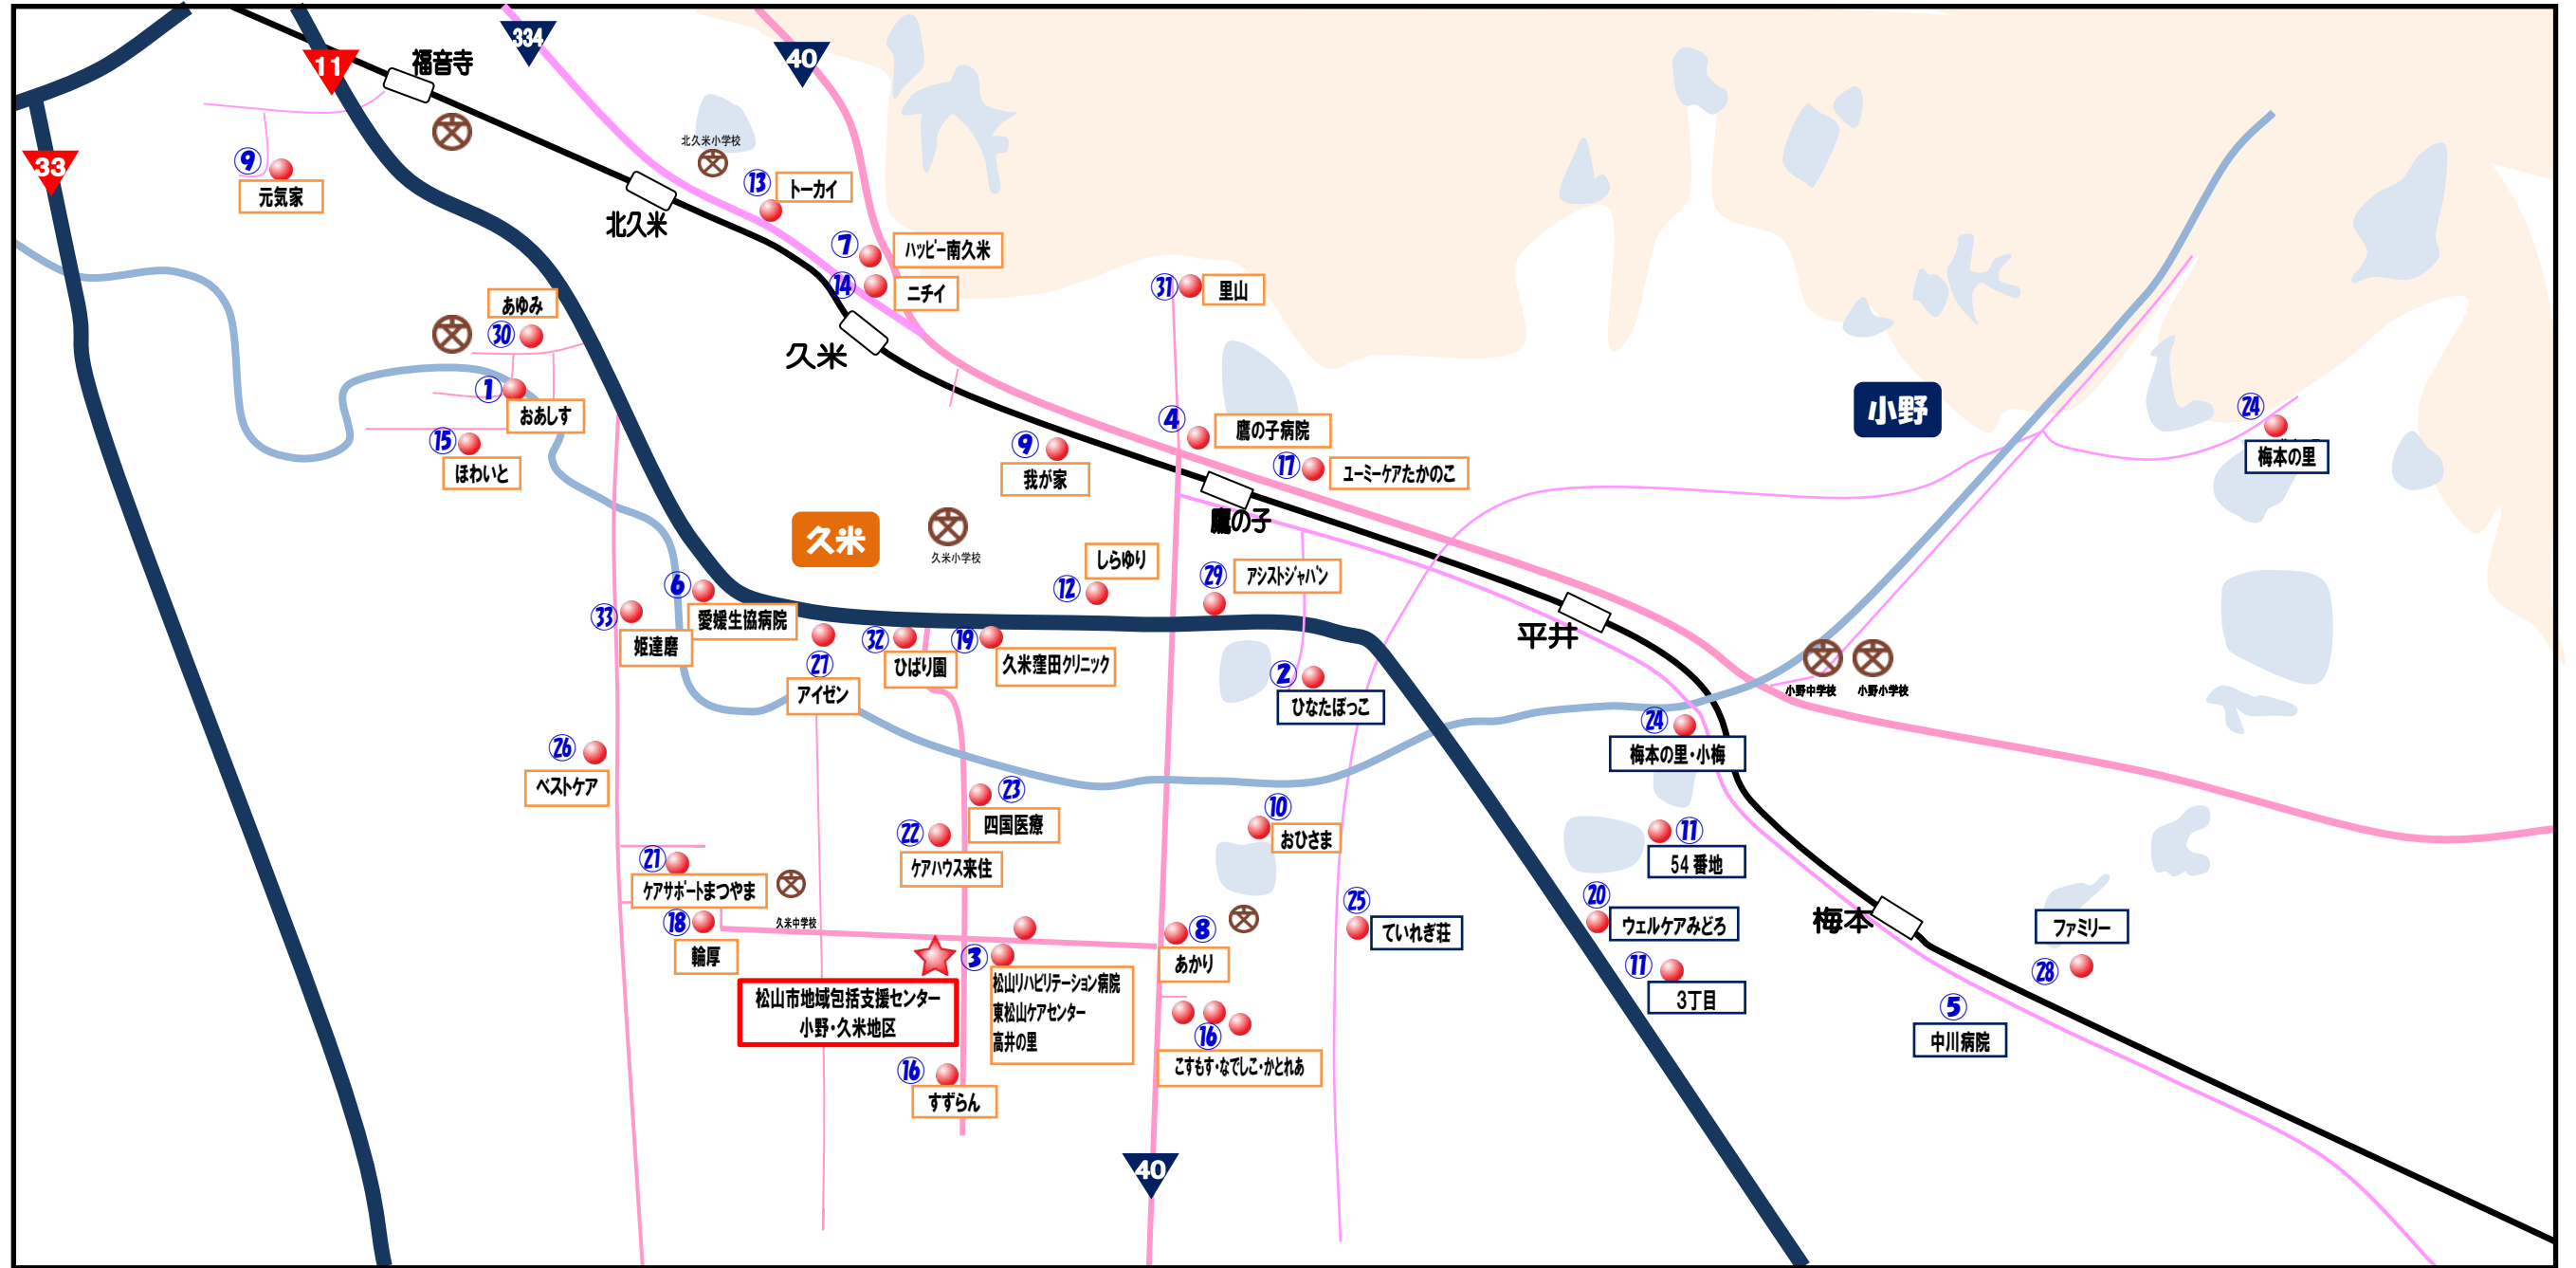 334
40
11
福音寺
33
北久米小学校
9
元気家
13
トーカイ
北久米
7
ハッピー南久米
14
ニチイ
31
里山
あゆみ
30
久米
1
おあしす
小野
24
梅本の里
4
鷹の子病院
15
ほわいと
9
我が家
17
ユーミーケアたかのこ
鷹の子
久米
久米小学校
しらゆり
12
29
アシストジャパン
6
愛媛生協病院
33
姫達磨
27
アイゼン
32
ひばり園
19
久米窪田クリニック
平井
2
ひなたぼっこ
小野中学校
小野小学校
24
梅本の里・小梅
26
ベストケア
23
四国医療
22
ケアハウス来住
10
おひさま
11
54番地
21
ケアサポートまつやま
18
輪厚
久米中学校
8
あかり
25
ていれぎ荘
20
ウェルケアみどろ
梅本
ファミリー
28
11
3丁目
5
中川病院
3
松山リハビリテーション病院
東松山ケアセンター
高井の里
松山市地域包括支援センター
小野・久米地区
16
こすもす・なでしこ・かとれあ
16
すずらん
40